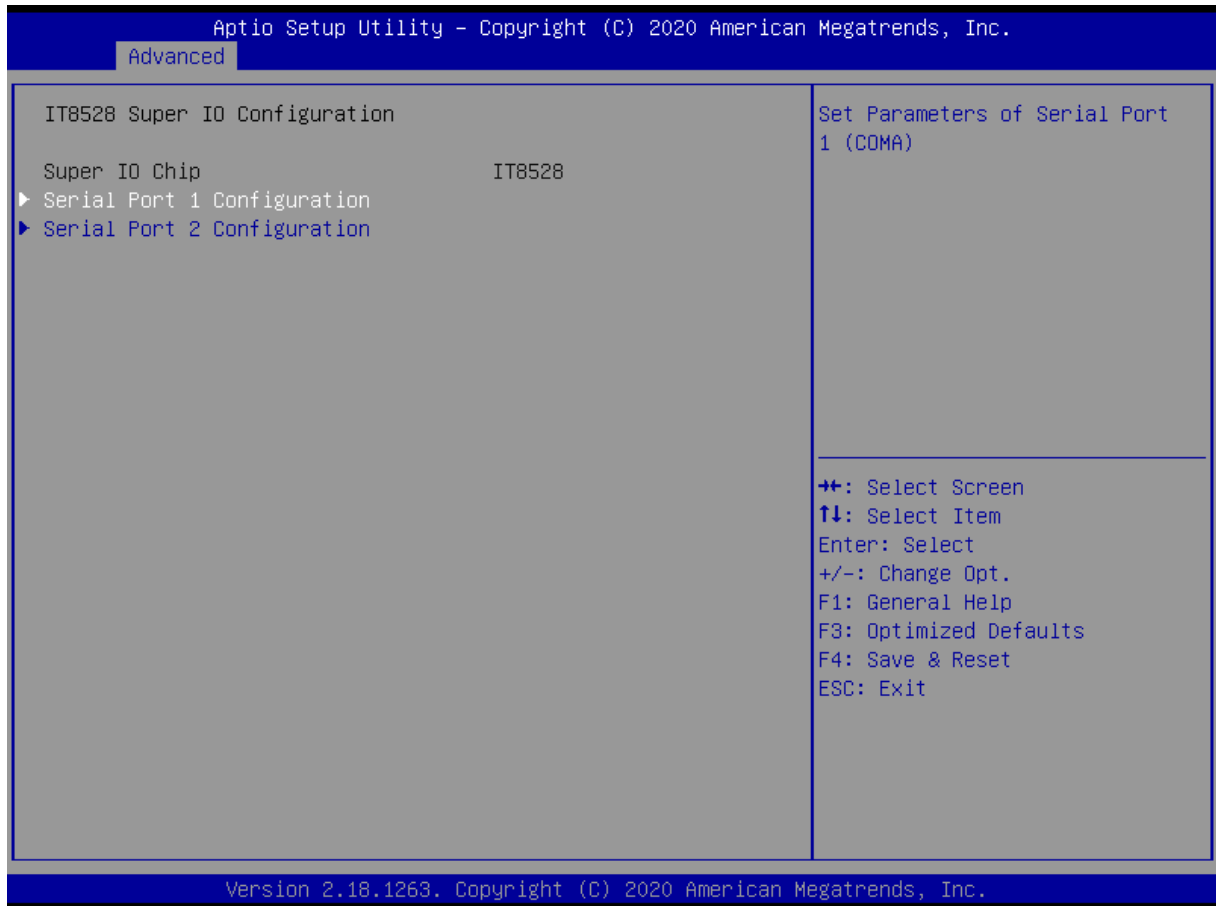 Aptio Setup Utility – Copyright (C) 2020 American Megatrends, Inc.
Advanced
IT8528 Super IO Configuration
Super IO Chip IT8528
▶ Serial Port 1 Configuration
▶ Serial Port 2 Configuration
Set Parameters of Serial Port
1 (COMA)
→←: Select Screen
↑↓: Select Item
Enter: Select
+/–: Change Opt.
F1: General Help
F3: Optimized Defaults
F4: Save & Reset
ESC: Exit
Version 2.18.1263. Copyright (C) 2020 American Megatrends, Inc.